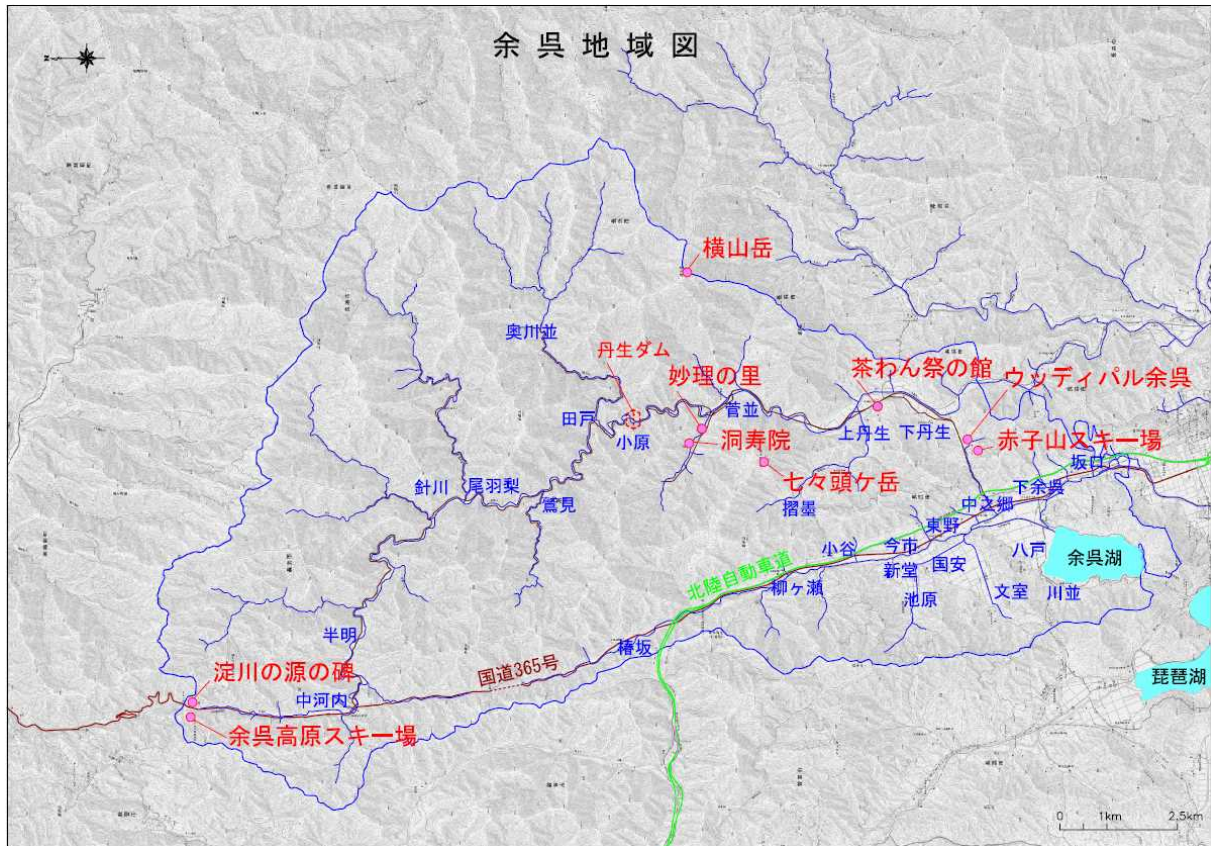 余呉地域図
N
横山岳
奥川並
丹生ダム
妙理の里
茶わん祭の館
ウッディパル余呉
田戸
小原
菅並
洞寿院
上丹生
下丹生
赤子山スキー場
坂口
七々頭ケ岳
針川
尾羽梨
鷲見
摺墨
下余呉
中之郷
東野
今市
小谷
北陸自動車道
新堂
国安
八戸
余呉湖
柳ヶ瀬
池原
文室
川並
半明
椿坂
国道365号
淀川の源の碑
中河内
余呉高原スキー場
琵琶湖
0 1km 2.5km